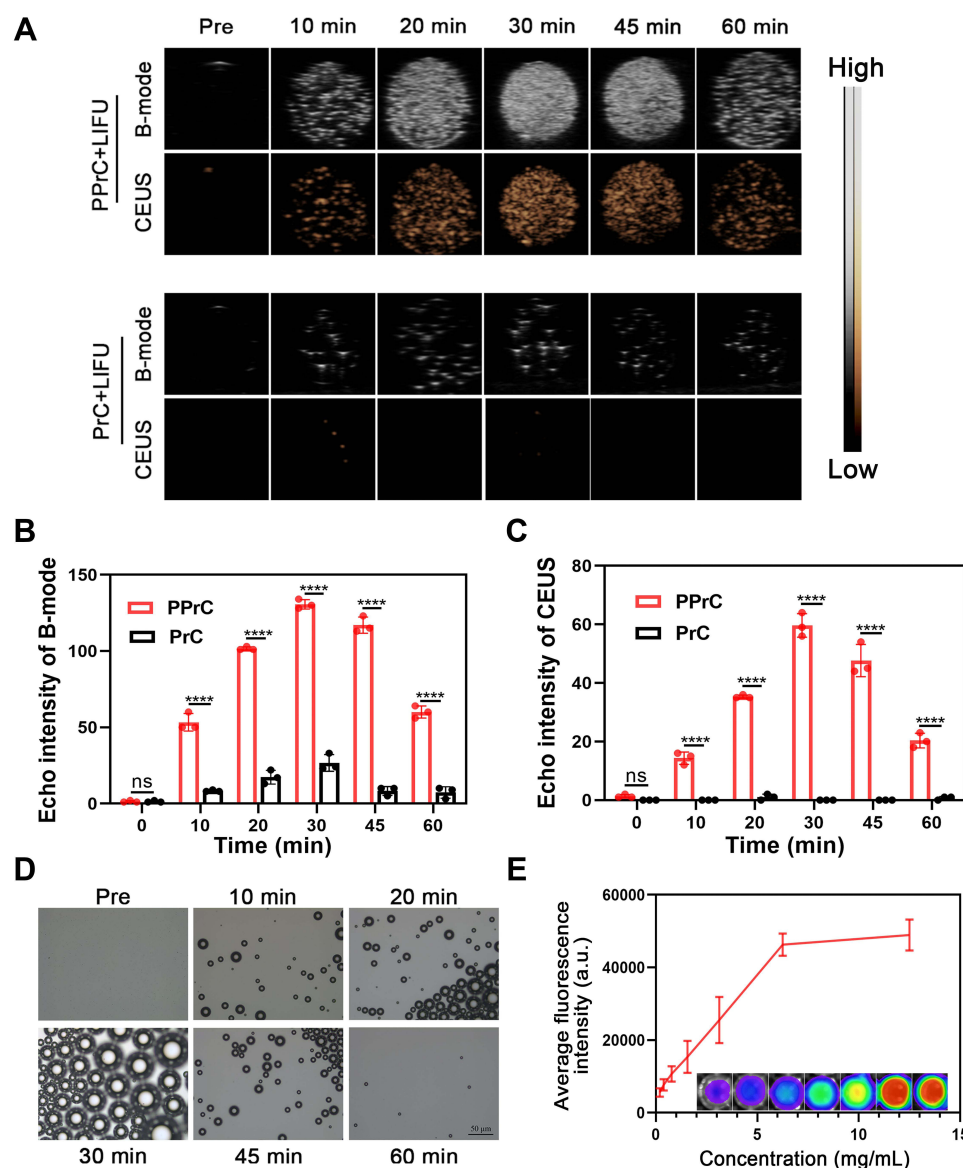 A
Pre 10 min 20 min 30 min 45 min 60 min
PPrC+LIFU
B-mode
CEUS
PrC+LIFU
B-mode
CEUS
High
Low
B
Echo intensity of B-mode
150
100
50
0
PPrC
PrC
ns
****
****
****
****
****
0 10 20 30 45 60
Time (min)
C
Echo intensity of CEUS
80
60
40
20
0
PPrC
PrC
ns
****
****
****
****
****
0 10 20 30 45 60
Time (min)
D
Pre 10 min 20 min
50 μm
30 min 45 min 60 min
E
Average fluorescence
intensity (a.u.)
60000
40000
20000
0
0 5 10 15
Concentration (mg/mL)